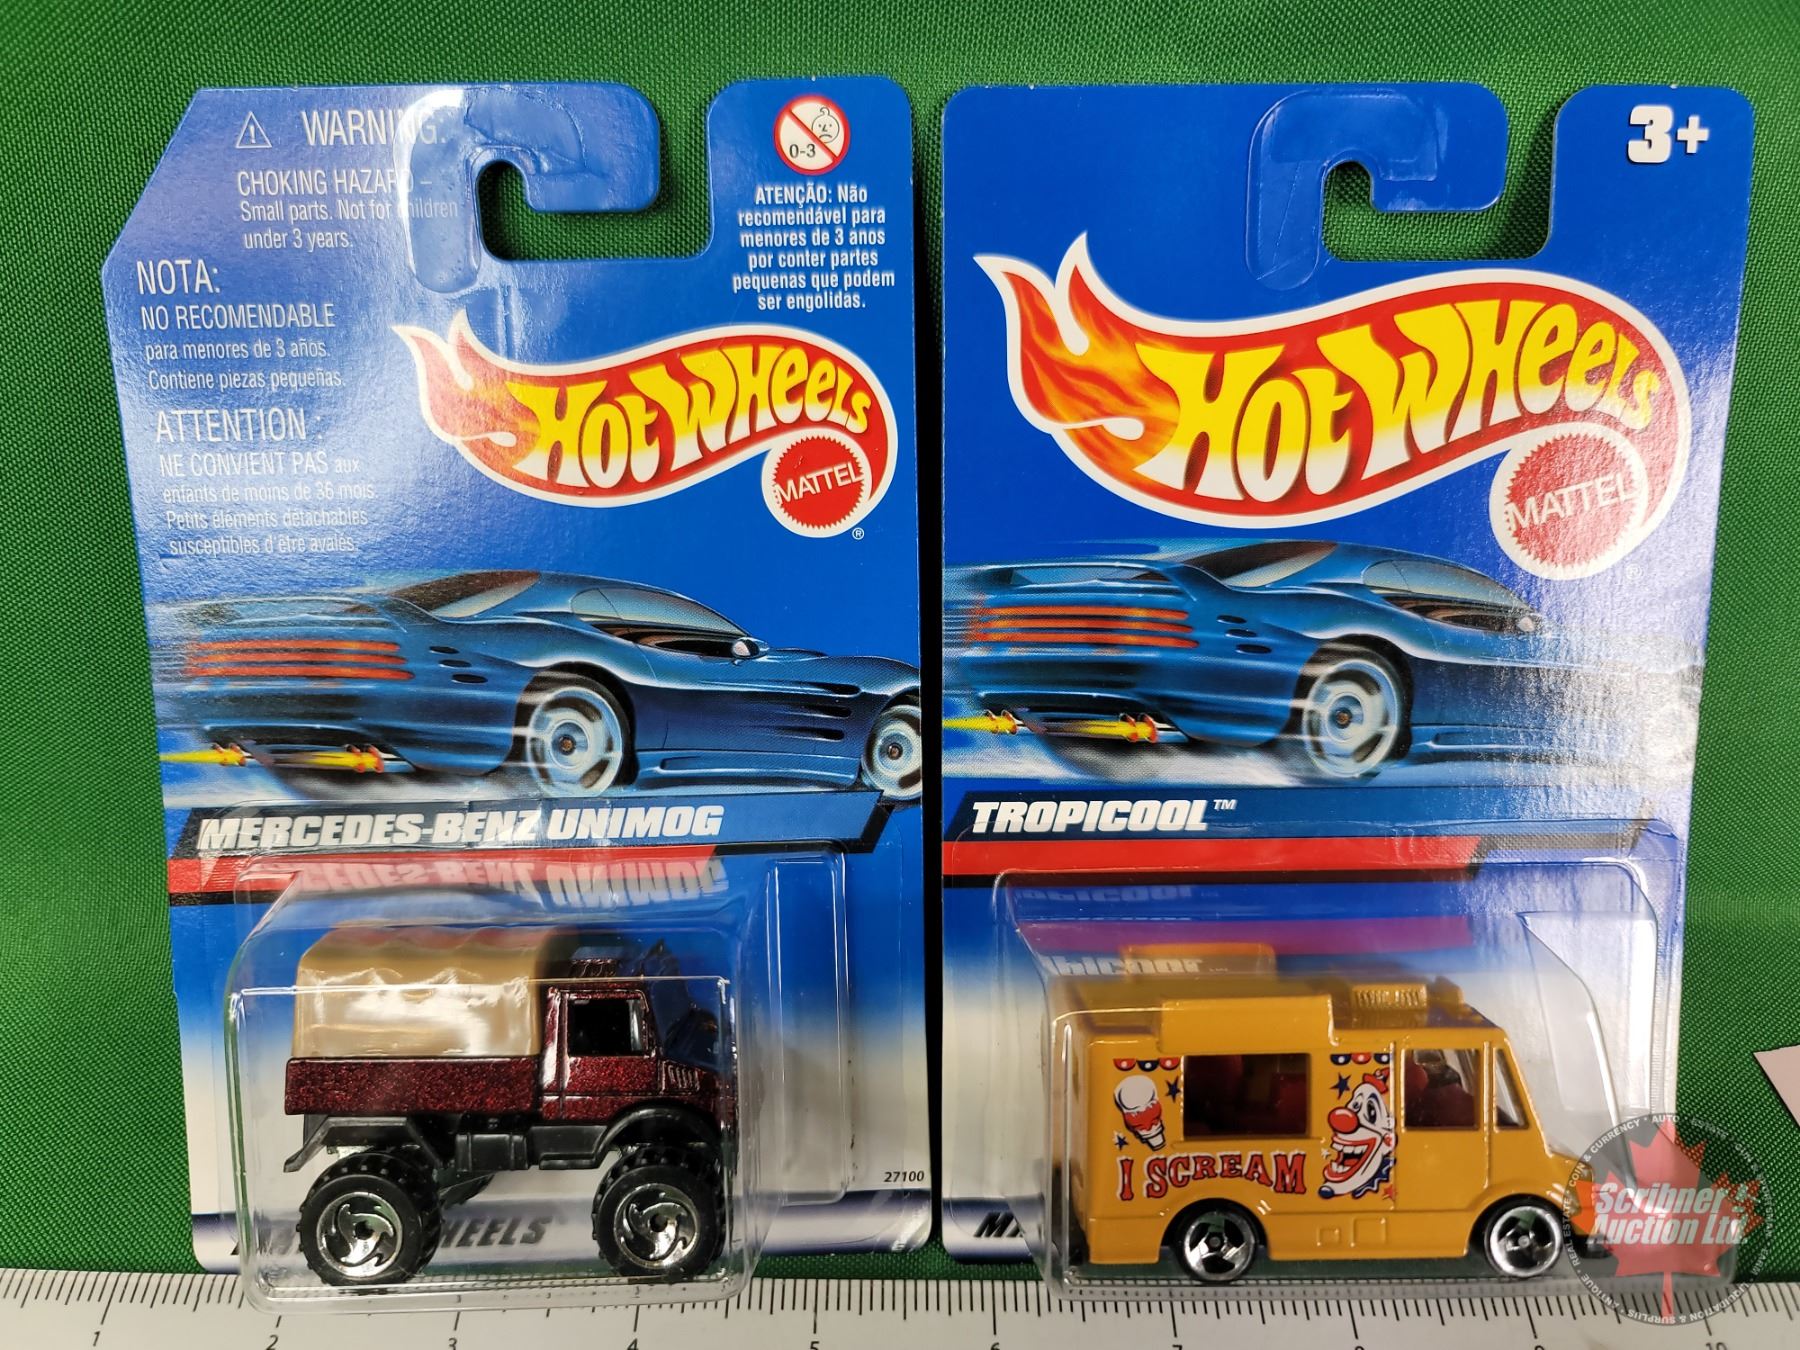 WARNING:
CHOKING HAZARD –
Small parts. Not for children
under 3 years.
NOTA:
NO RECOMENDABLE
para menores de 3 años.
Contiene piezas pequeñas.
ATTENTION :
NE CONVIENT PAS aux
enfants de moins de 36 mois.
Petits éléments détachables
susceptibles d'être avalés.
0-3
ATENÇÃO: Não
recomendável para
menores de 3 anos
por conter partes
pequenas que podem
ser engolidas.
HOT WHEELS
MATTEL
®
MERCEDES-BENZ UNIMOG
27100
WHEELS
3+
HOT WHEELS
MATTEL
®
TROPICOOL™
I SCREAM
Scribner
Auction Ltd.
1 2 3 4 5 6 7 8 9 10